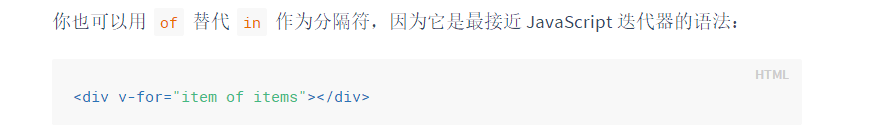 你也可以用 of 替代 in 作为分隔符，因为它是最接近 JavaScript 迭代器的语法：
HTML
<div v-for="item of items"></div>